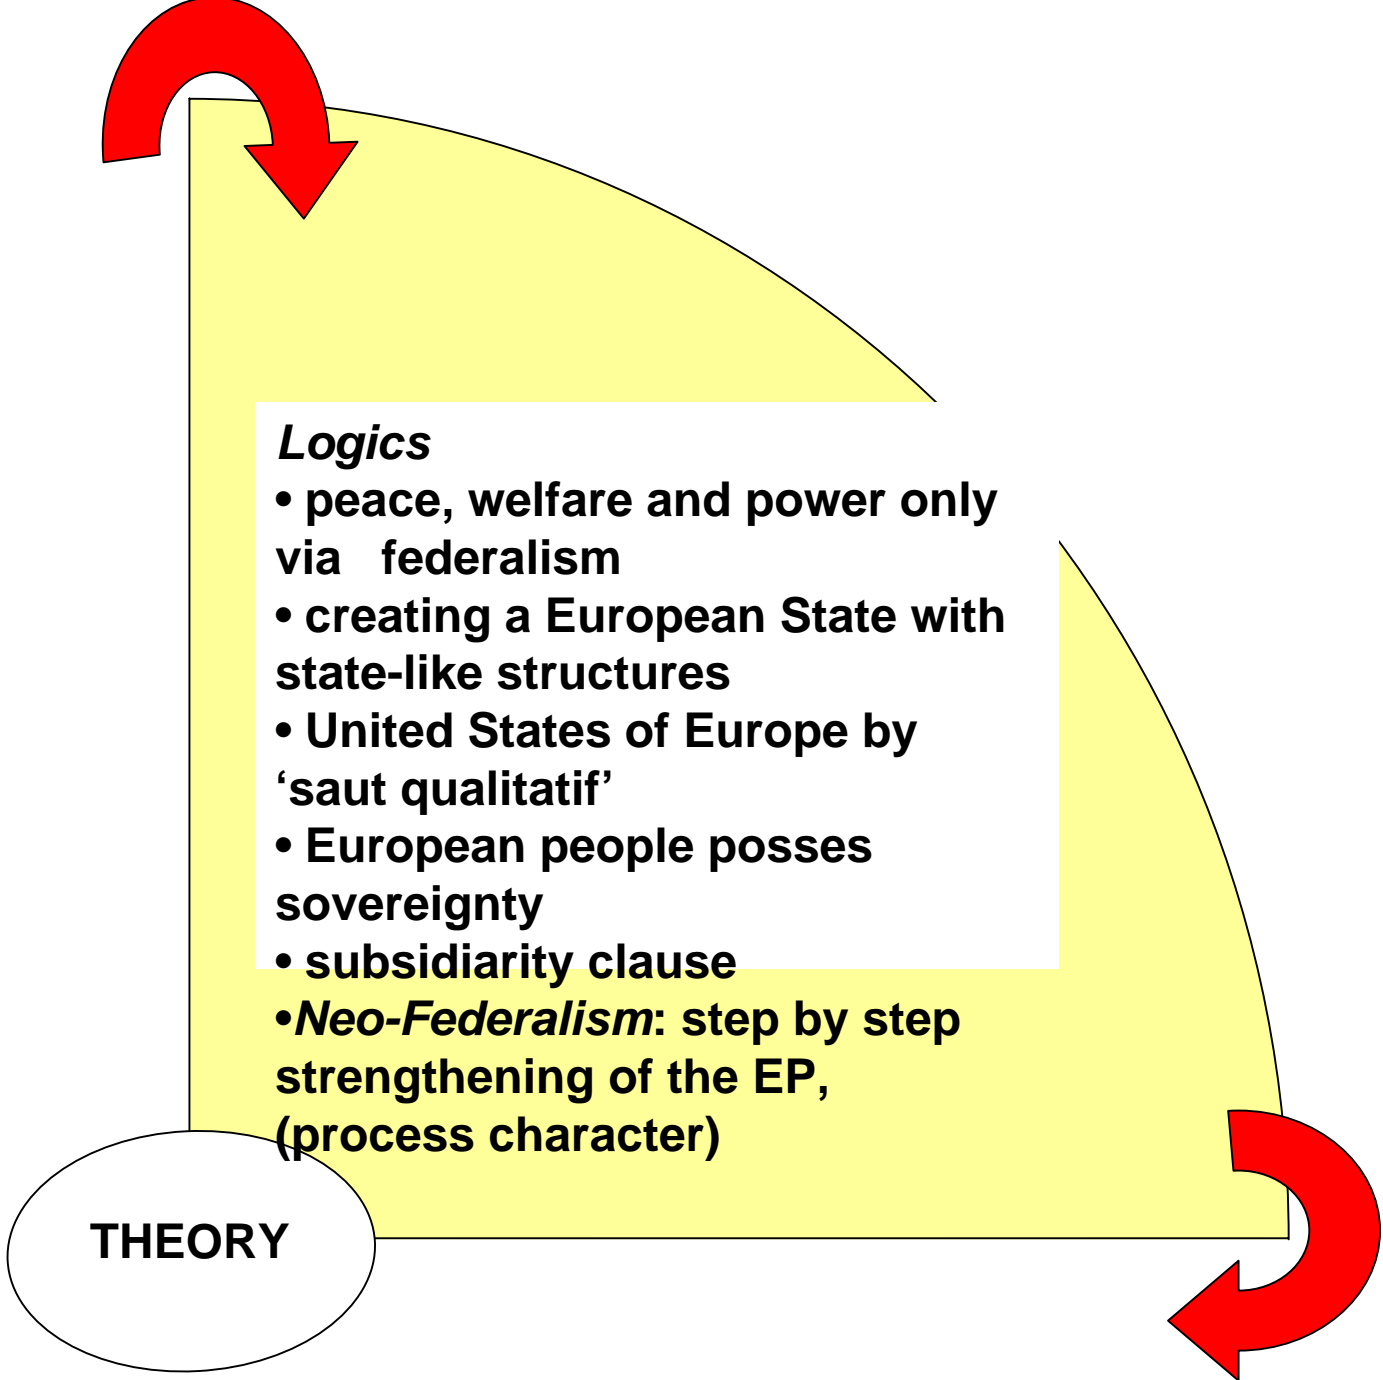 Logics
• peace, welfare and power only
via federalism
• creating a European State with
state-like structures
• United States of Europe by
‘saut qualitatif’
• European people posses
sovereignty
• subsidiarity clause
•Neo-Federalism: step by step
strengthening of the EP,
(process character)
THEORY